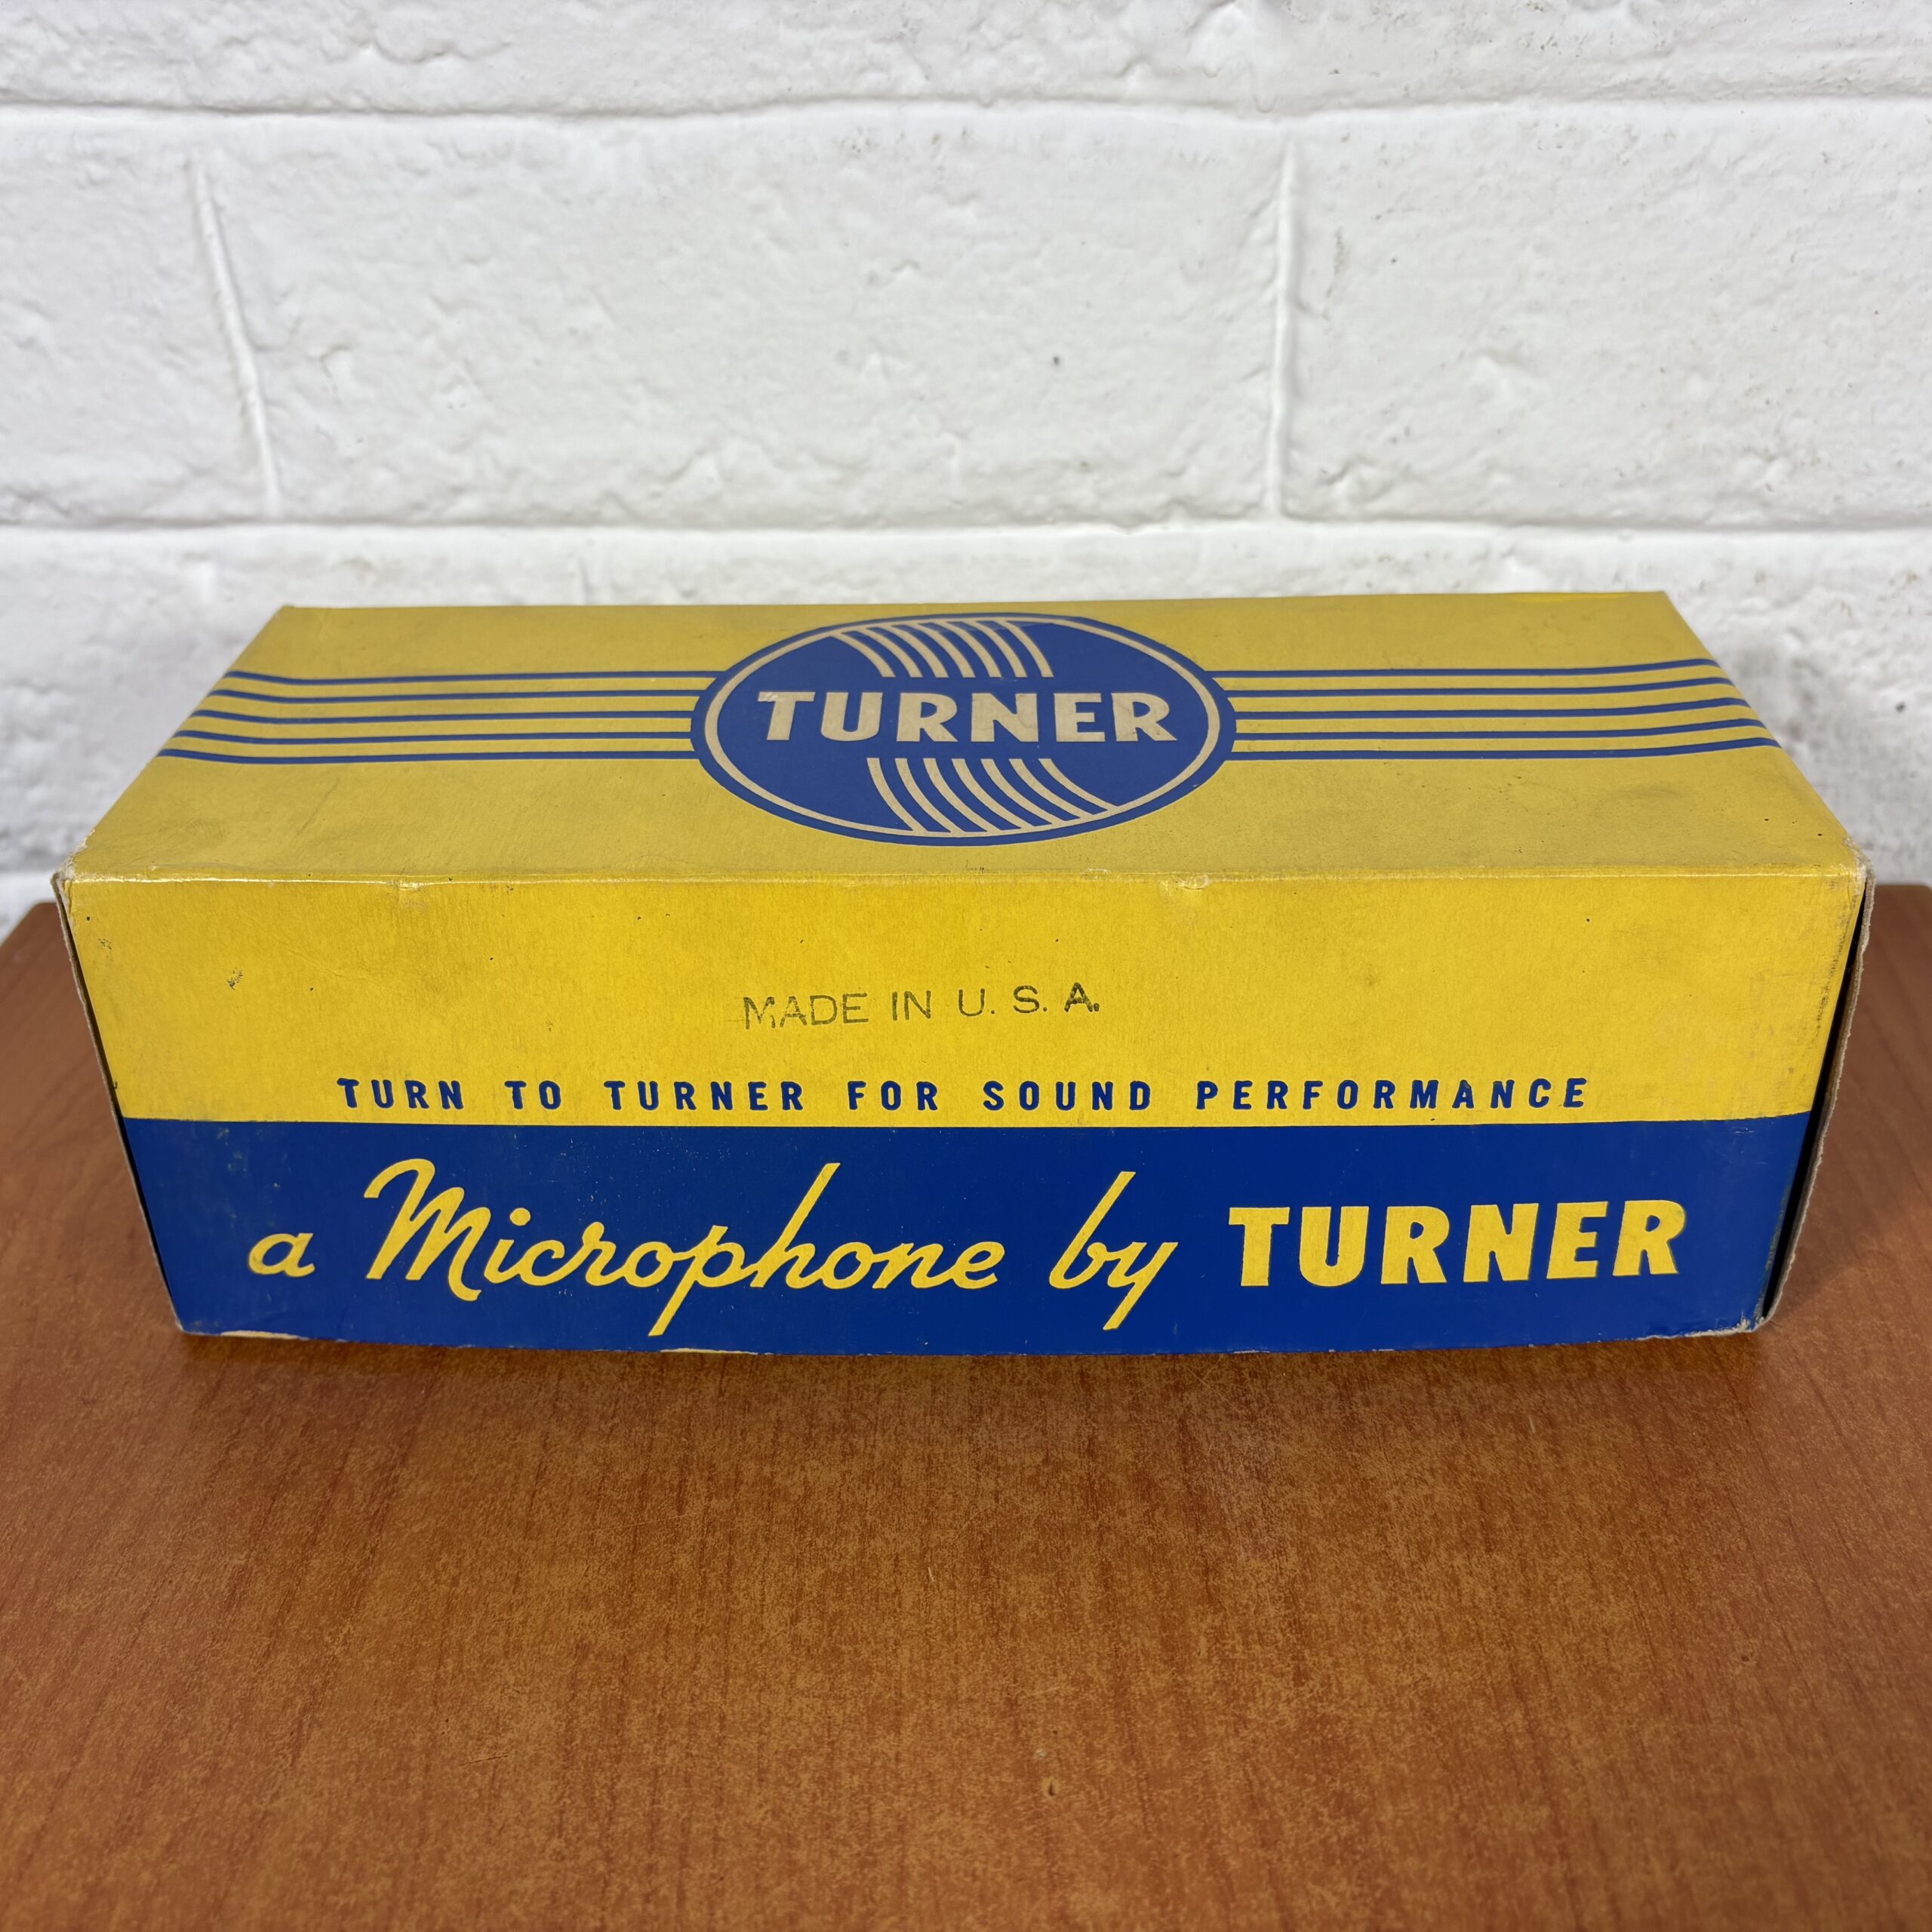 TURNER
MADE IN U. S. A.
TURN TO TURNER FOR SOUND PERFORMANCE
a Microphone by TURNER